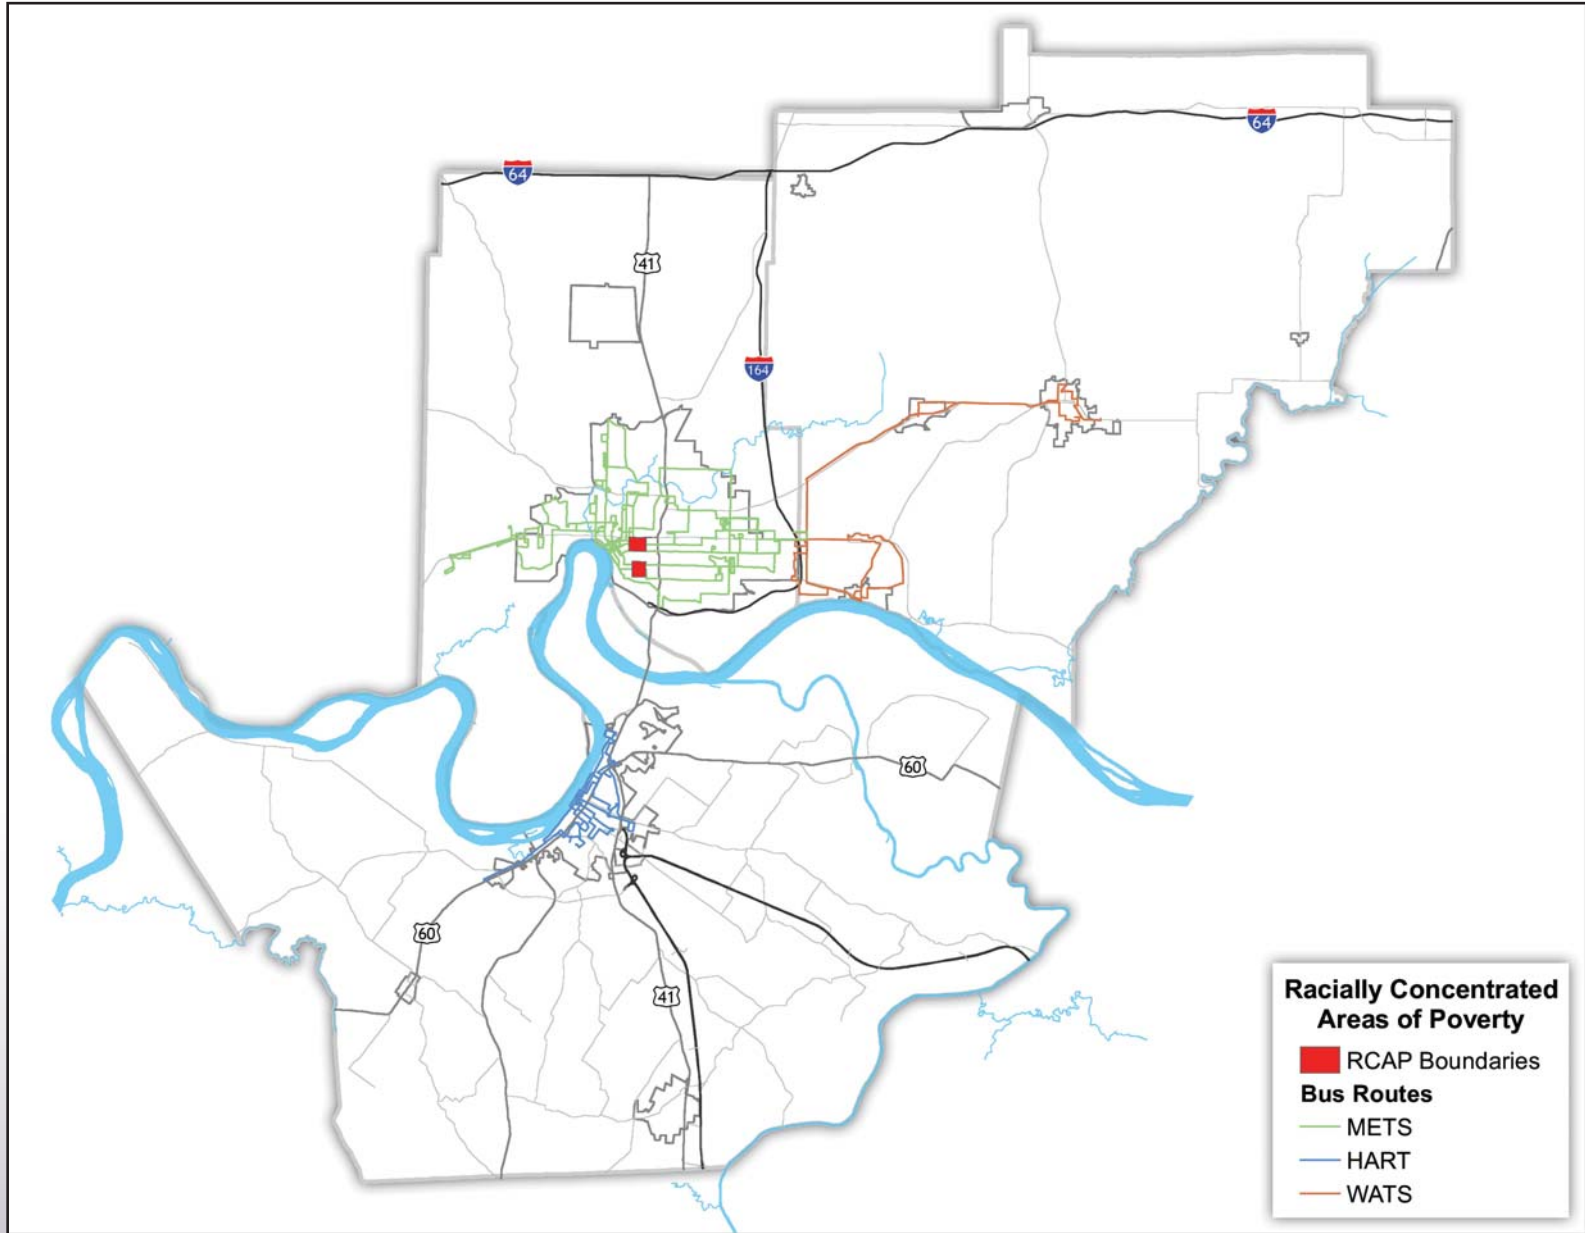 64
64
41
164
60
60
41
Racially Concentrated
Areas of Poverty
RCAP Boundaries
Bus Routes
METS
HART
WATS